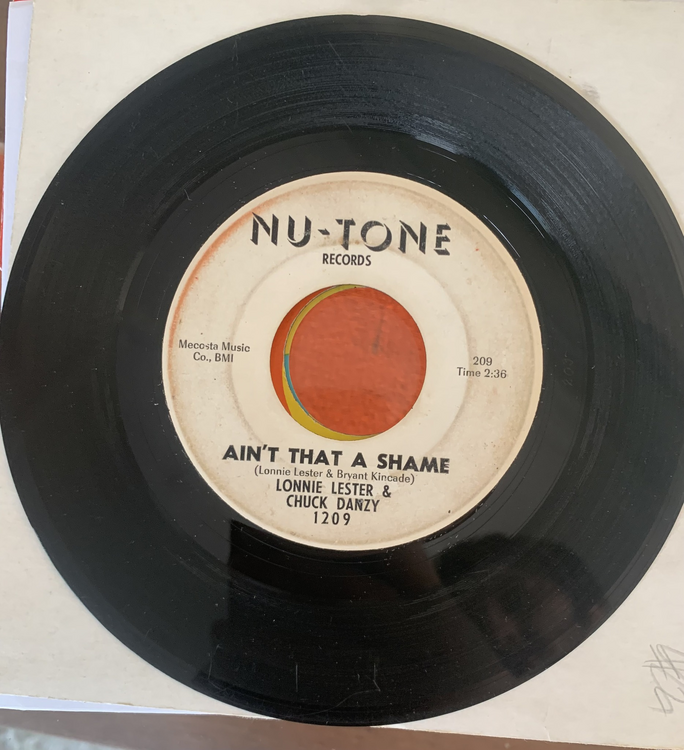 NU-TONE
RECORDS
Mecosta Music
Co., BMI
209
Time 2:36
AIN'T THAT A SHAME
(Lonnie Lester & Bryant Kincade)
LONNIE LESTER &
CHUCK DANZY
1209